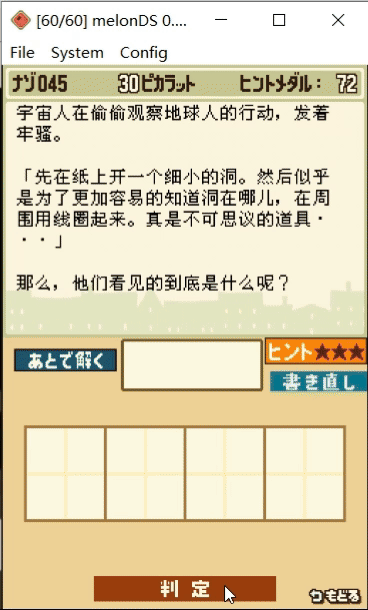 [60/60] melonDS 0....
File System Config
ナゾ045 30ピカラット ヒントメダル： 72
宇宙人在偷偷观察地球人的行动，发着
牢骚。
「先在纸上开一个细小的洞。然后似乎
是为了更加容易的知道洞在哪儿，在周
围用线圈起来。真是不可思议的道具・
・・」
那么，他们看见的到底是什么呢？
あとで解く
ヒント★★★
書き直し
判定
もどる